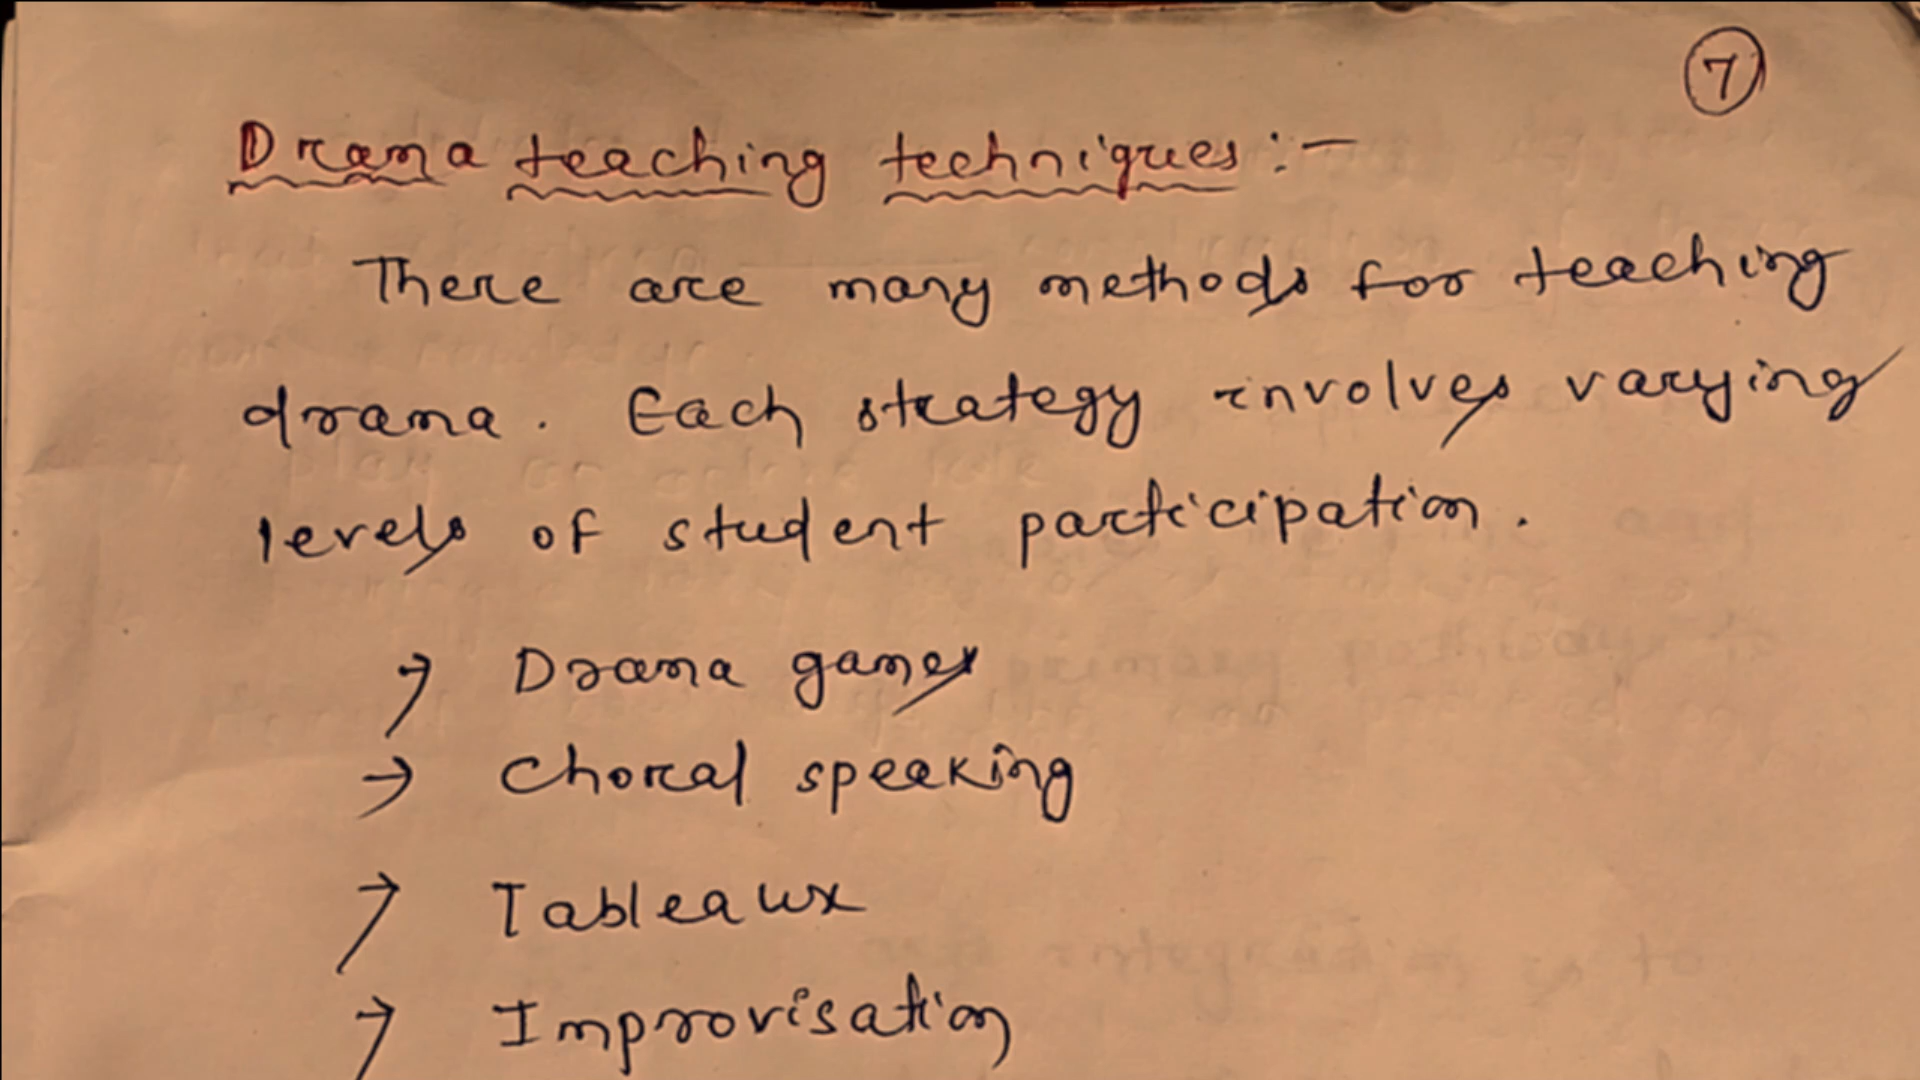 7
Drama teaching techniques :-
There are many methods for teaching
drama. Each strategy involves varying
levels of student participation.
→ Drama games
→ Choral speaking
→ Tableaux
→ Improvisation